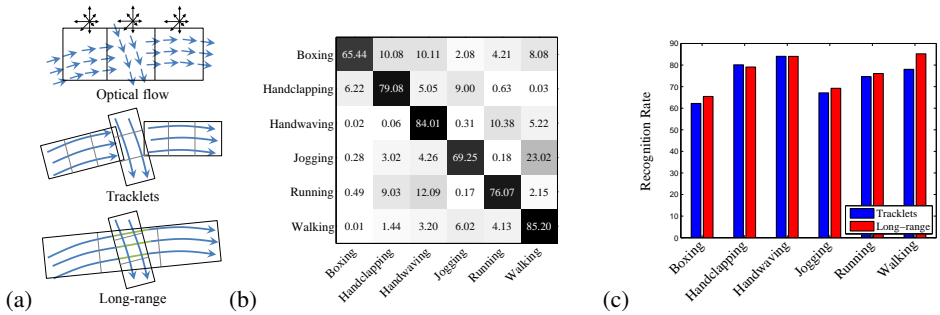 Optical flow
Tracklets
Long-range
(a)
Boxing 65.44 10.08 10.11 2.08 4.21 8.08
Handclapping 6.22 79.08 5.05 9.00 0.63 0.03
Handwaving 0.02 0.06 84.01 0.31 10.38 5.22
Jogging 0.28 3.02 4.26 69.25 0.18 23.02
Running 0.49 9.03 12.09 0.17 76.07 2.15
Walking 0.01 1.44 3.20 6.02 4.13 85.20
Boxing Handclapping Handwaving Jogging Running Walking
(b)
Recognition Rate
90
80
70
60
50
40
30
20
10
0
Tracklets
Long-range
Boxing Handclapping Handwaving Jogging Running Walking
(c)